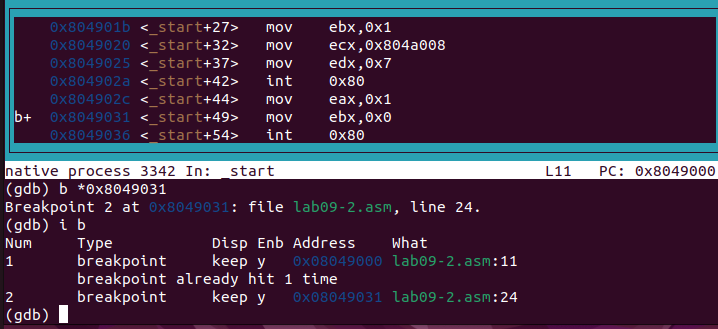 0x804901b <_start+27> mov ebx,0x1
0x8049020 <_start+32> mov ecx,0x804a008
0x8049025 <_start+37> mov edx,0x7
0x804902a <_start+42> int 0x80
0x804902c <_start+44> mov eax,0x1
b+ 0x8049031 <_start+49> mov ebx,0x0
0x8049036 <_start+54> int 0x80
native process 3342 In: _start L11 PC: 0x8049000
(gdb) b *0x8049031
Breakpoint 2 at 0x8049031: file lab09-2.asm, line 24.
(gdb) i b
Num Type Disp Enb Address What
1 breakpoint keep y 0x08049000 lab09-2.asm:11
breakpoint already hit 1 time
2 breakpoint keep y 0x08049031 lab09-2.asm:24
(gdb)